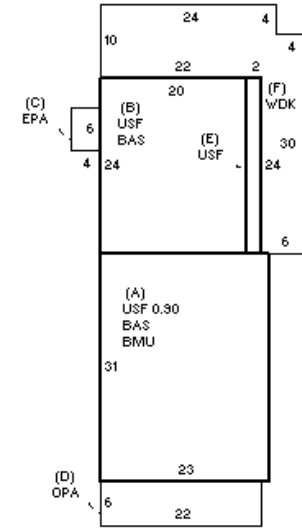 24
4
10
4
22
2
(C)
EPA
(B)
USF
BAS
20
(F)
WDK
6
(E)
USF
30
4
24
24
6
(A)
USF 0.90
BAS
BMU
31
23
(D)
OPA
6
22